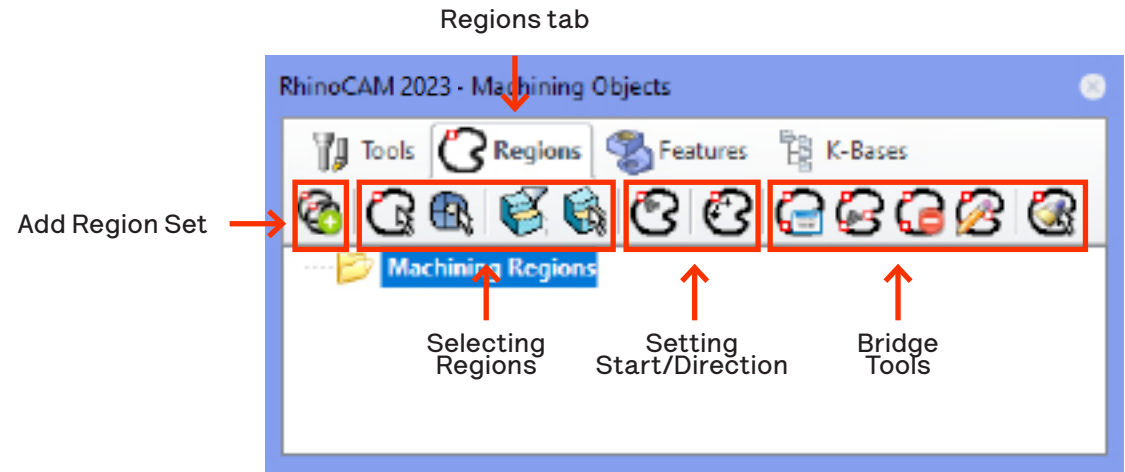 Regions tab
RhinoCAM 2023 - Machining Objects
Tools Regions Features K-Bases
Add Region Set
Machining Regions
Selecting
Regions
Setting
Start/Direction
Bridge
Tools